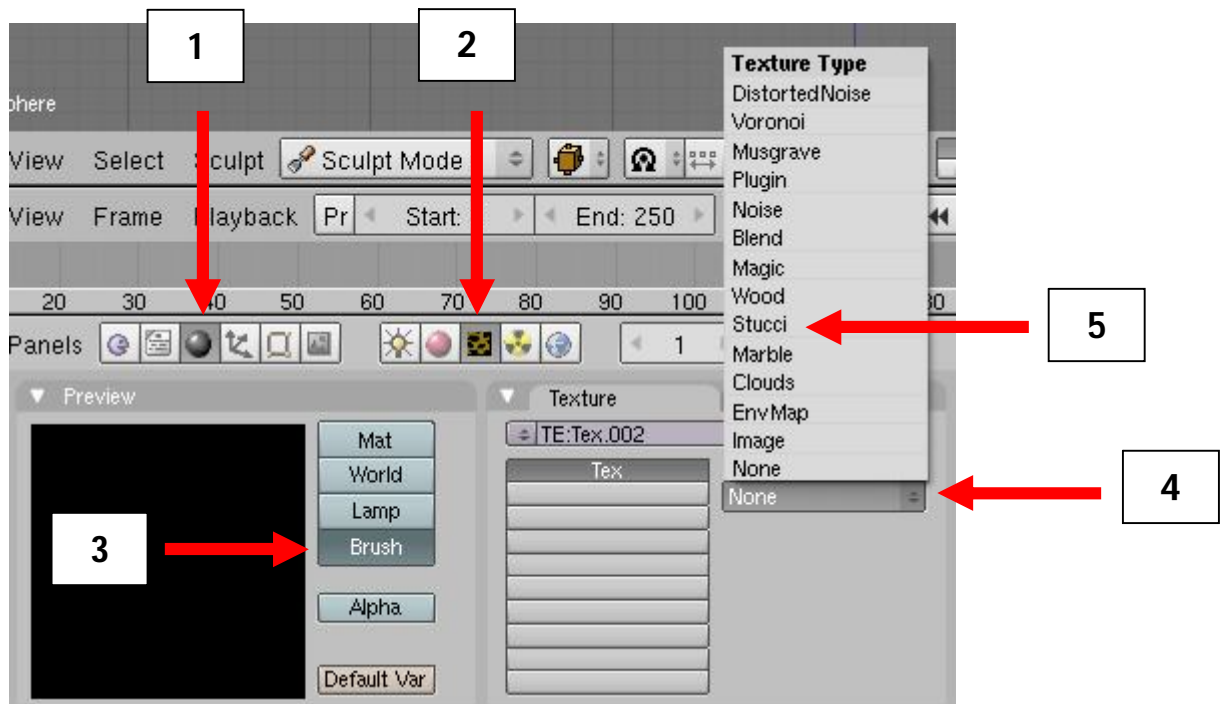 1
2
phere
View Select Sculpt Sculpt Mode
View Frame Playback Pr Start: End: 250
20 30 40 50 60 70 80 90 100
Panels 1
Preview
Mat
World
Lamp
Brush
Alpha
Default Var
3
Texture
TE:Tex.002
Tex
Texture Type
DistortedNoise
Voronoi
Musgrave
Plugin
Noise
Blend
Magic
Wood
Stucci
Marble
Clouds
EnvMap
Image
None
None
5
4